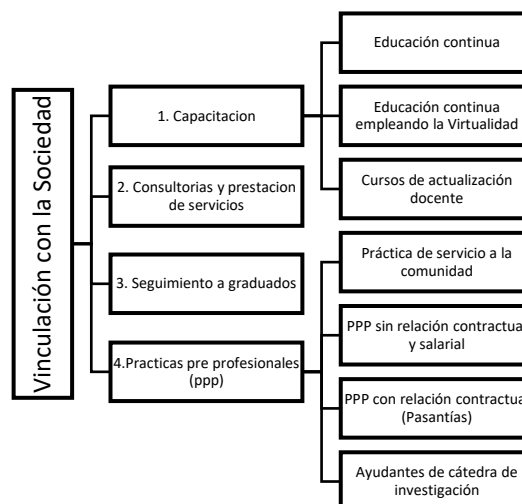 Vinculación con la Sociedad
1. Capacitacion
Educación continua
Educación continua
empleando la Virtualidad
Cursos de actualización
docente
2. Consultorias y prestacion
de servicios
3. Seguimiento a graduados
4.Practicas pre profesionales
(ppp)
Práctica de servicio a la
comunidad
PPP sin relación contractua
y salarial
PPP con relación contractua
(Pasantías)
Ayudantes de cátedra de
investigación